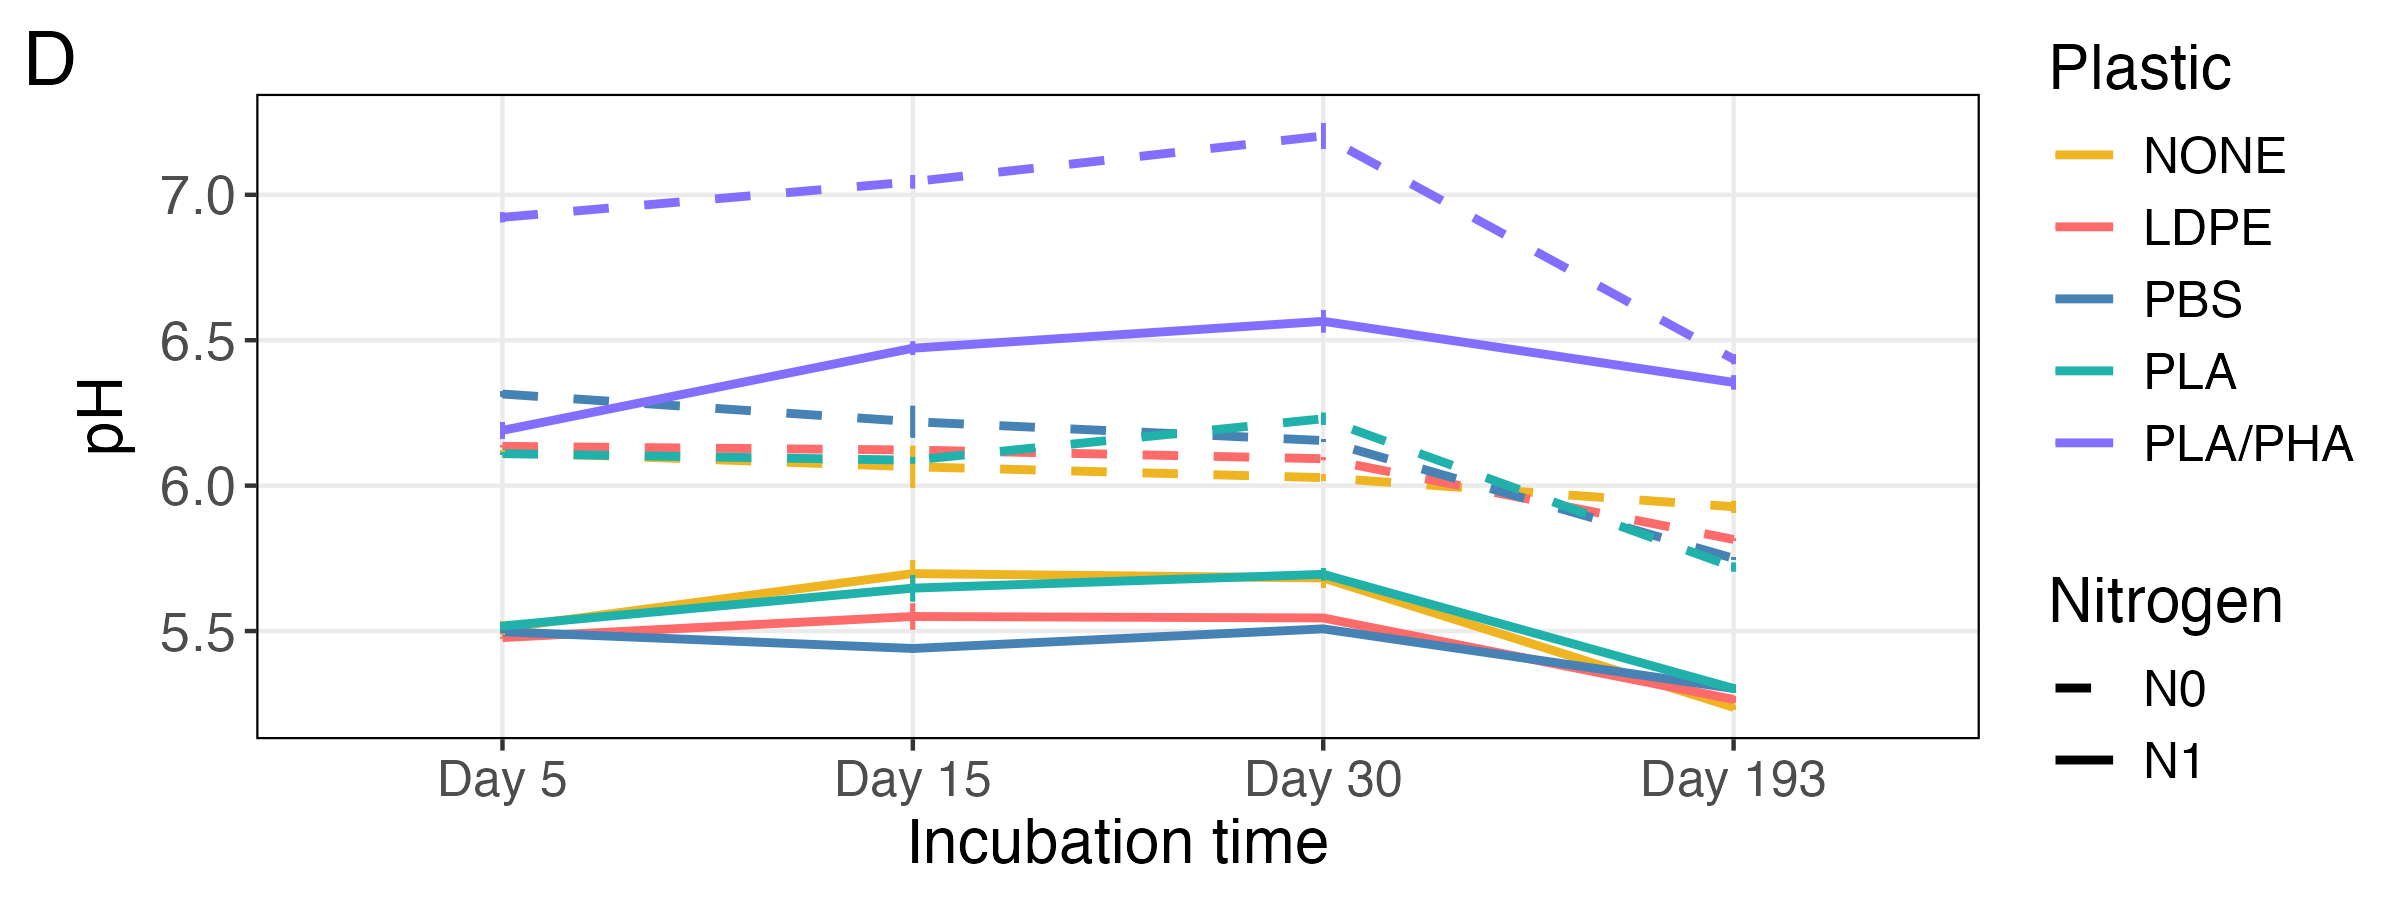 D
pH
7.0
6.5
6.0
5.5
Day 5
Day 15
Day 30
Day 193
Incubation time
Plastic
NONE
LDPE
PBS
PLA
PLA/PHA
Nitrogen
N0
N1